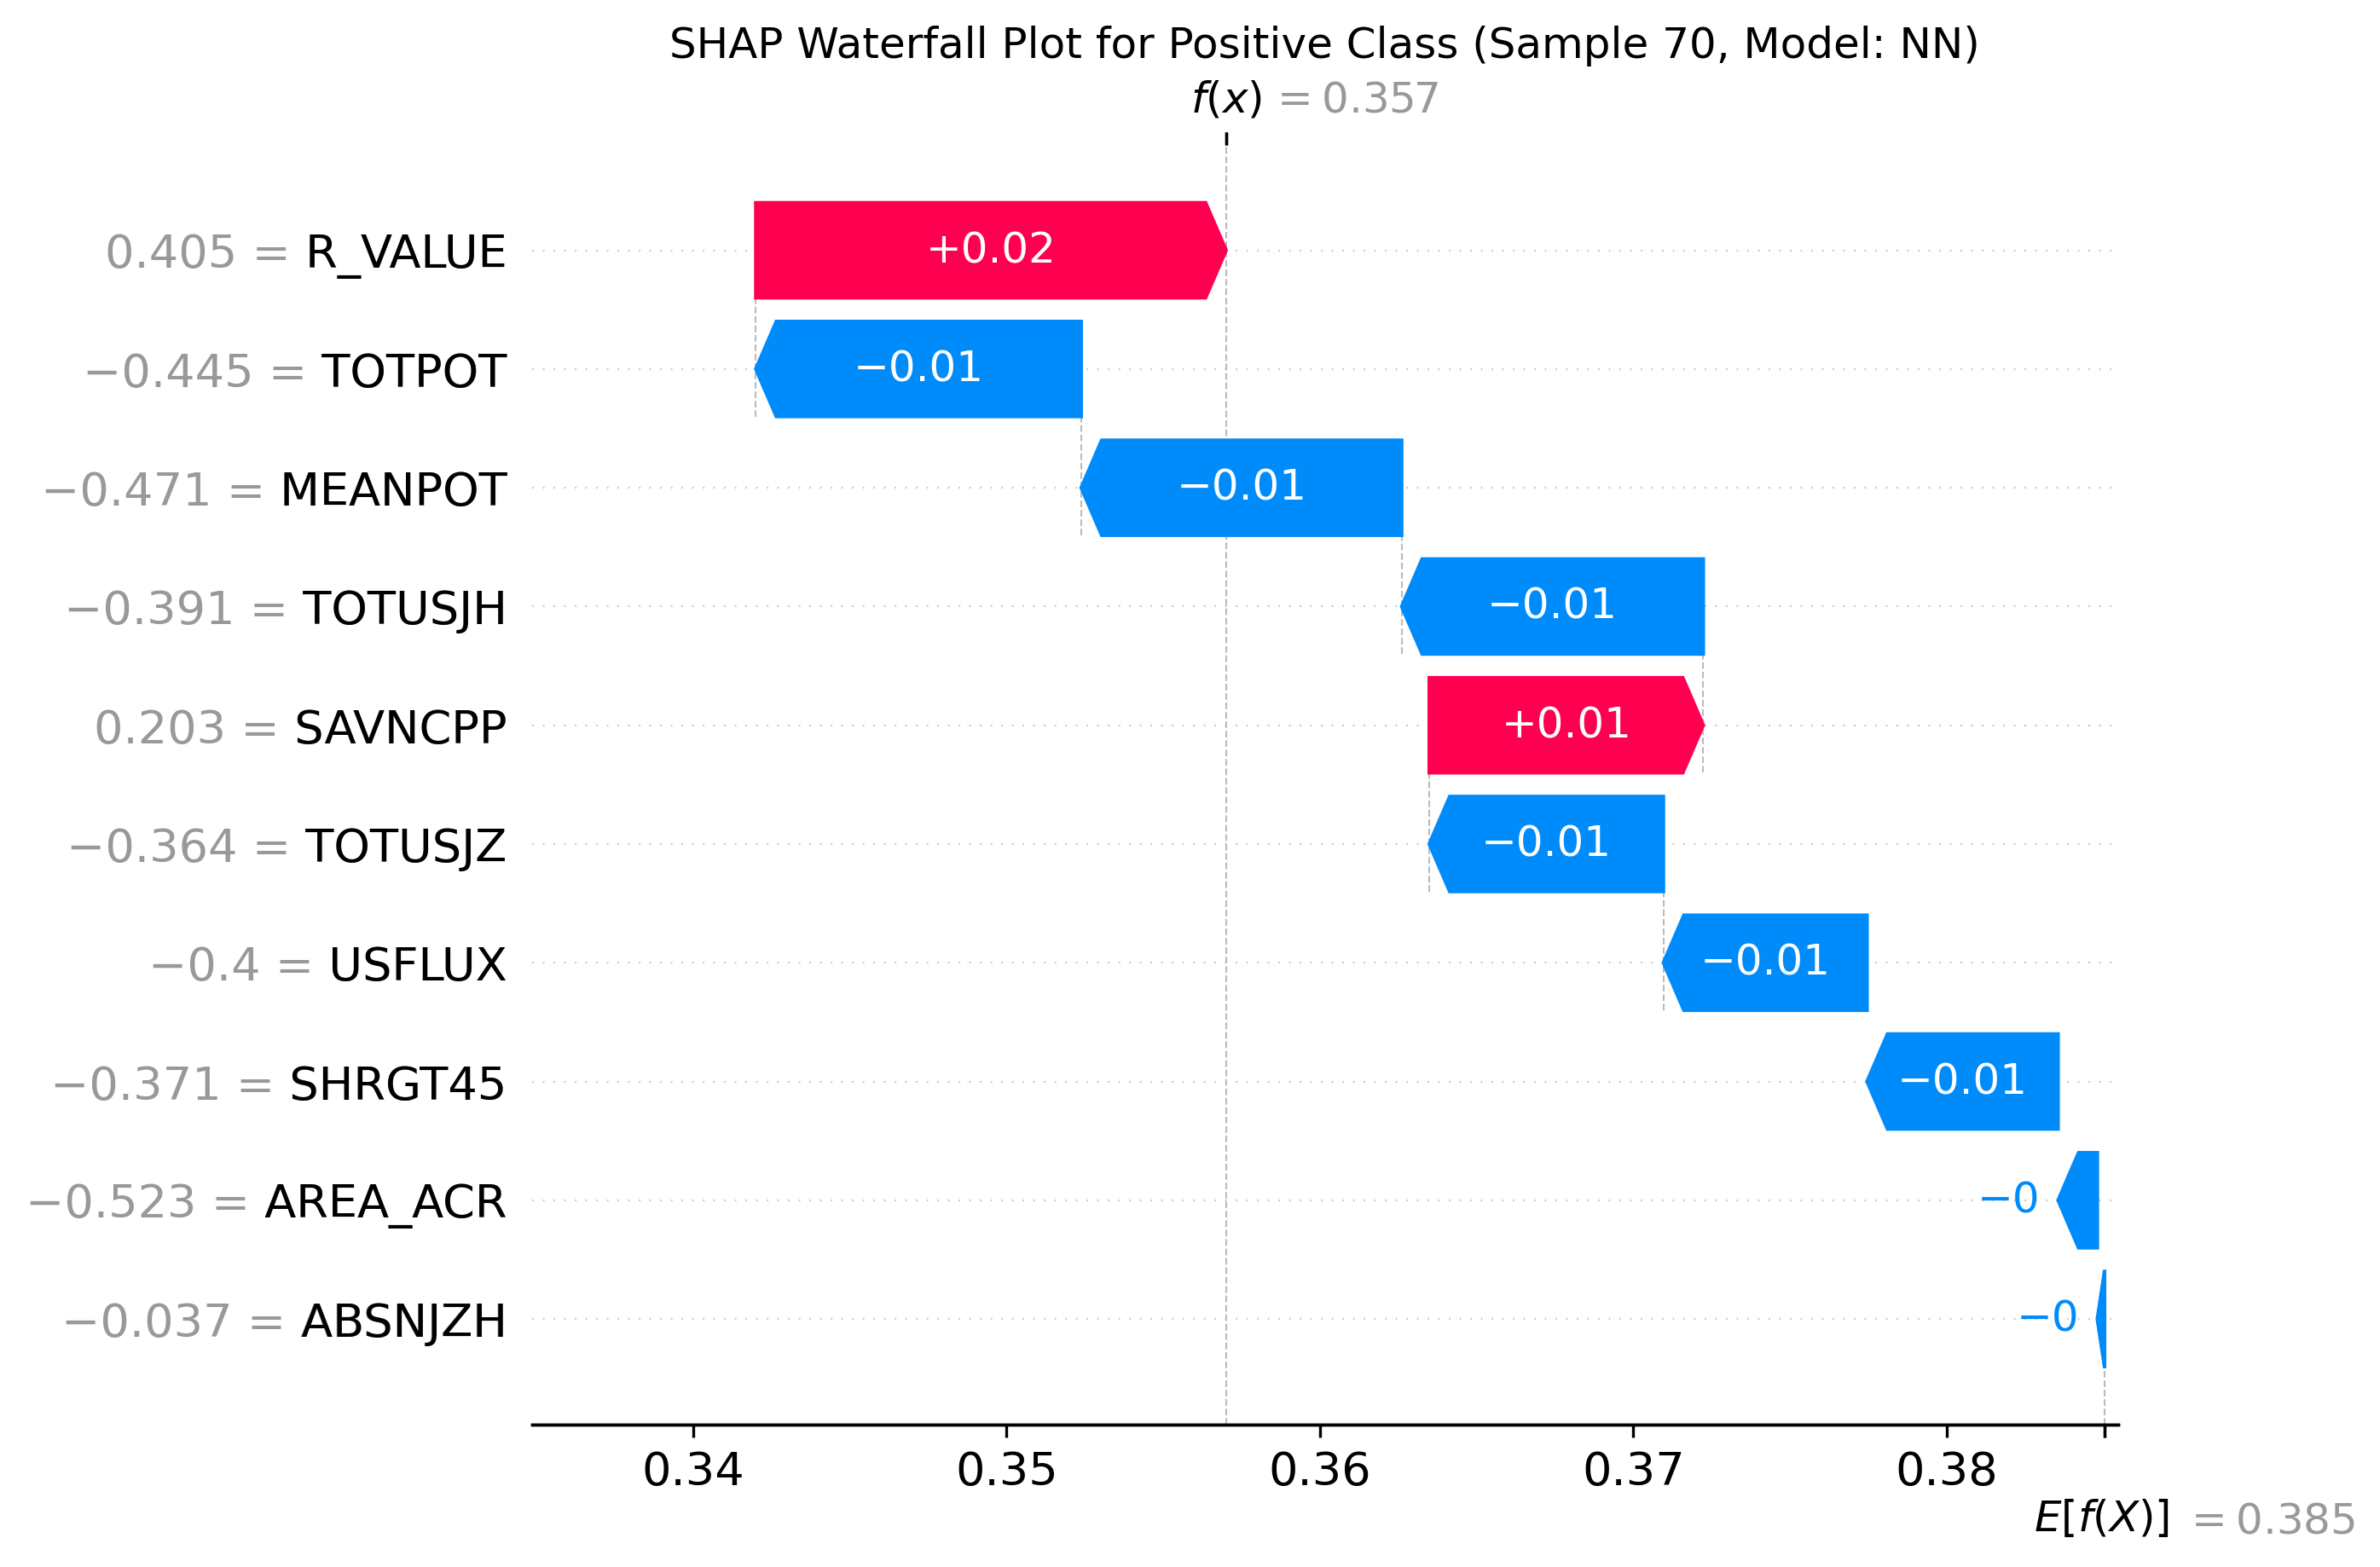 SHAP Waterfall Plot for Positive Class (Sample 70, Model: NN)
f(x) = 0.357
0.405 = R_VALUE +0.02
−0.445 = TOTPOT −0.01
−0.471 = MEANPOT −0.01
−0.391 = TOTUSJH −0.01
0.203 = SAVNCPP +0.01
−0.364 = TOTUSJZ −0.01
−0.4 = USFLUX −0.01
−0.371 = SHRGT45 −0.01
−0.523 = AREA_ACR −0
−0.037 = ABSNJZH −0
0.34 0.35 0.36 0.37 0.38
E[f(X)] = 0.385